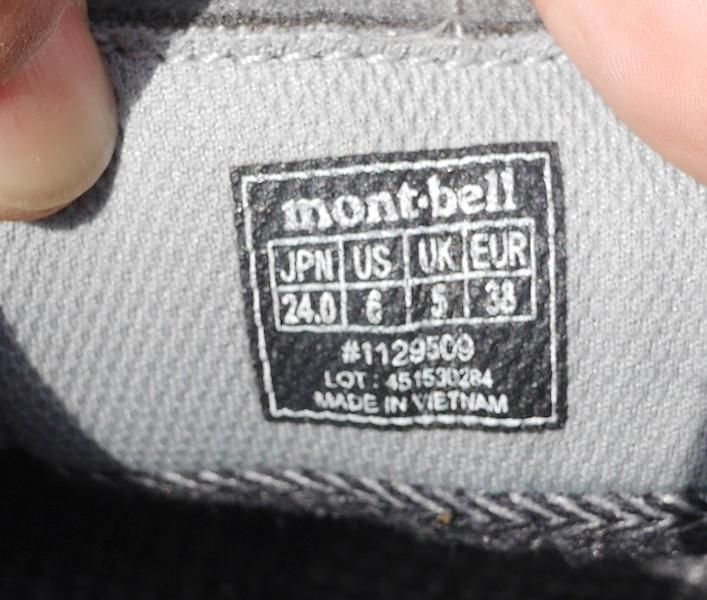 mont·bell
JPN US UK EUR
24.0 6 5 38
#1129509
LOT : 451530284
MADE IN VIETNAM